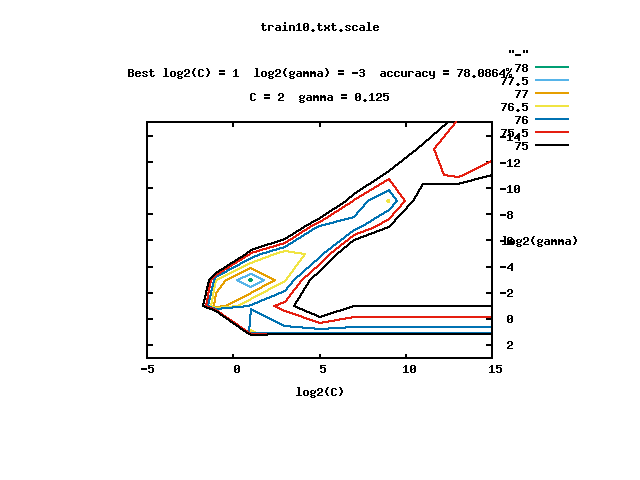 train10.txt.scale
"-"
78
Best log2(C) = 1  log2(gamma) = -3  accuracy = 78.0864%
77.5
77
C = 2  gamma = 0.125
76.5
76
75.5
-14
75
-12
-10
-8
-6
log2(gamma)
-4
-2
0
2
-5 0 5 10 15
log2(C)